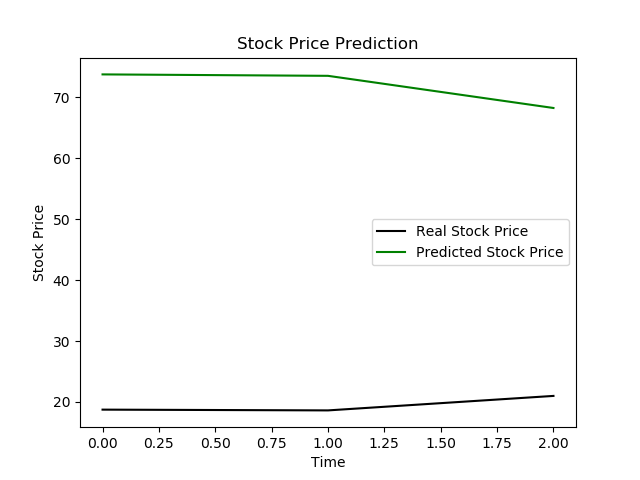 Stock Price Prediction
70
60
50
40
30
20
Stock Price
Real Stock Price
Predicted Stock Price
0.00 0.25 0.50 0.75 1.00 1.25 1.50 1.75 2.00
Time